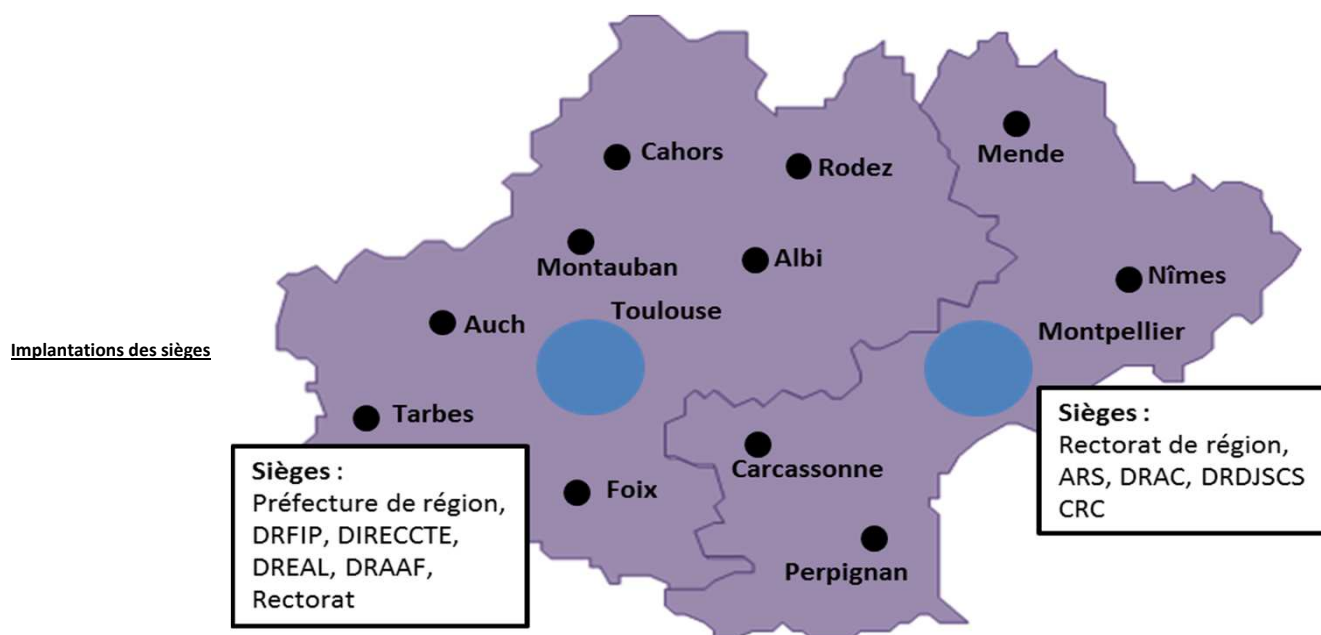 Cahors
Mende
Rodez
Montauban
Albi
Nîmes
Toulouse
Auch
Montpellier
Implantations des sièges
Tarbes
Sièges :
Rectorat de région,
ARS, DRAC, DRDJSCS
CRC
Carcassonne
Sièges :
Préfecture de région,
DRFIP, DIRECCTE,
DREAL, DRAAF,
Rectorat
Foix
Perpignan